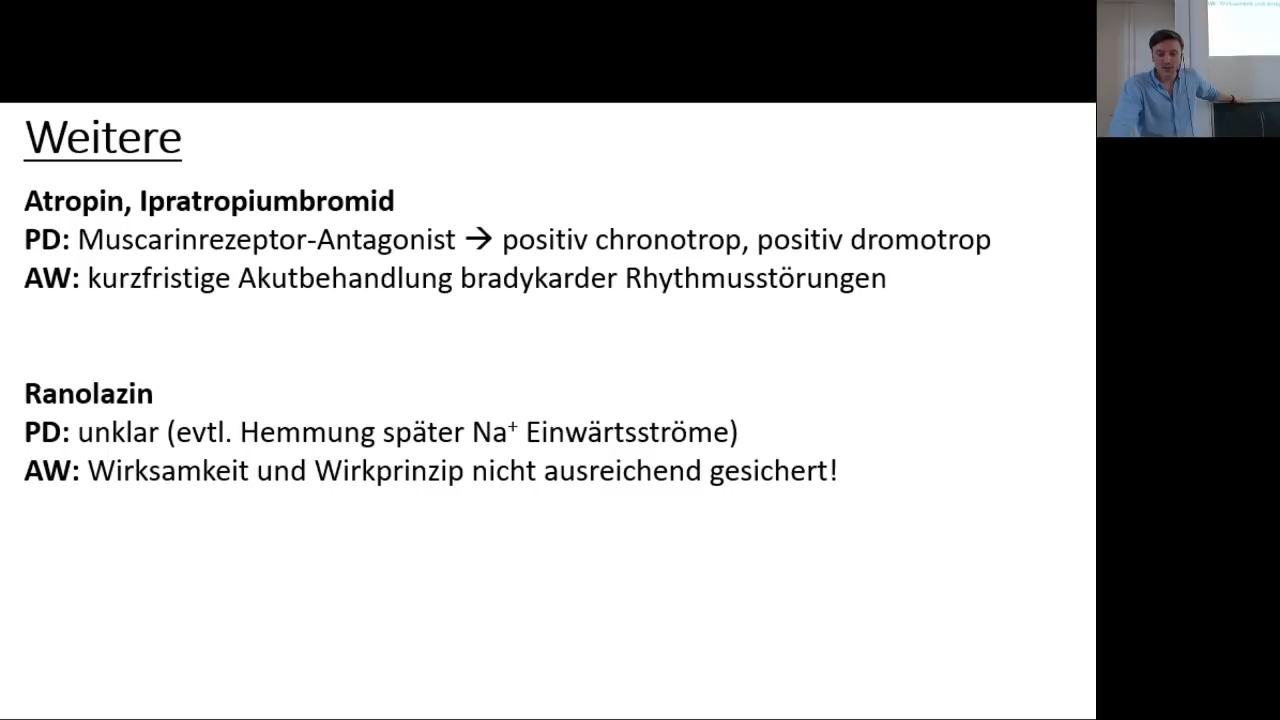 Weitere
Atropin, Ipratropiumbromid
PD: Muscarinrezeptor-Antagonist → positiv chronotrop, positiv dromotrop
AW: kurzfristige Akutbehandlung bradykarder Rhythmusstörungen
Ranolazin
PD: unklar (evtl. Hemmung später Na⁺ Einwärtsströme)
AW: Wirksamkeit und Wirkprinzip nicht ausreichend gesichert!